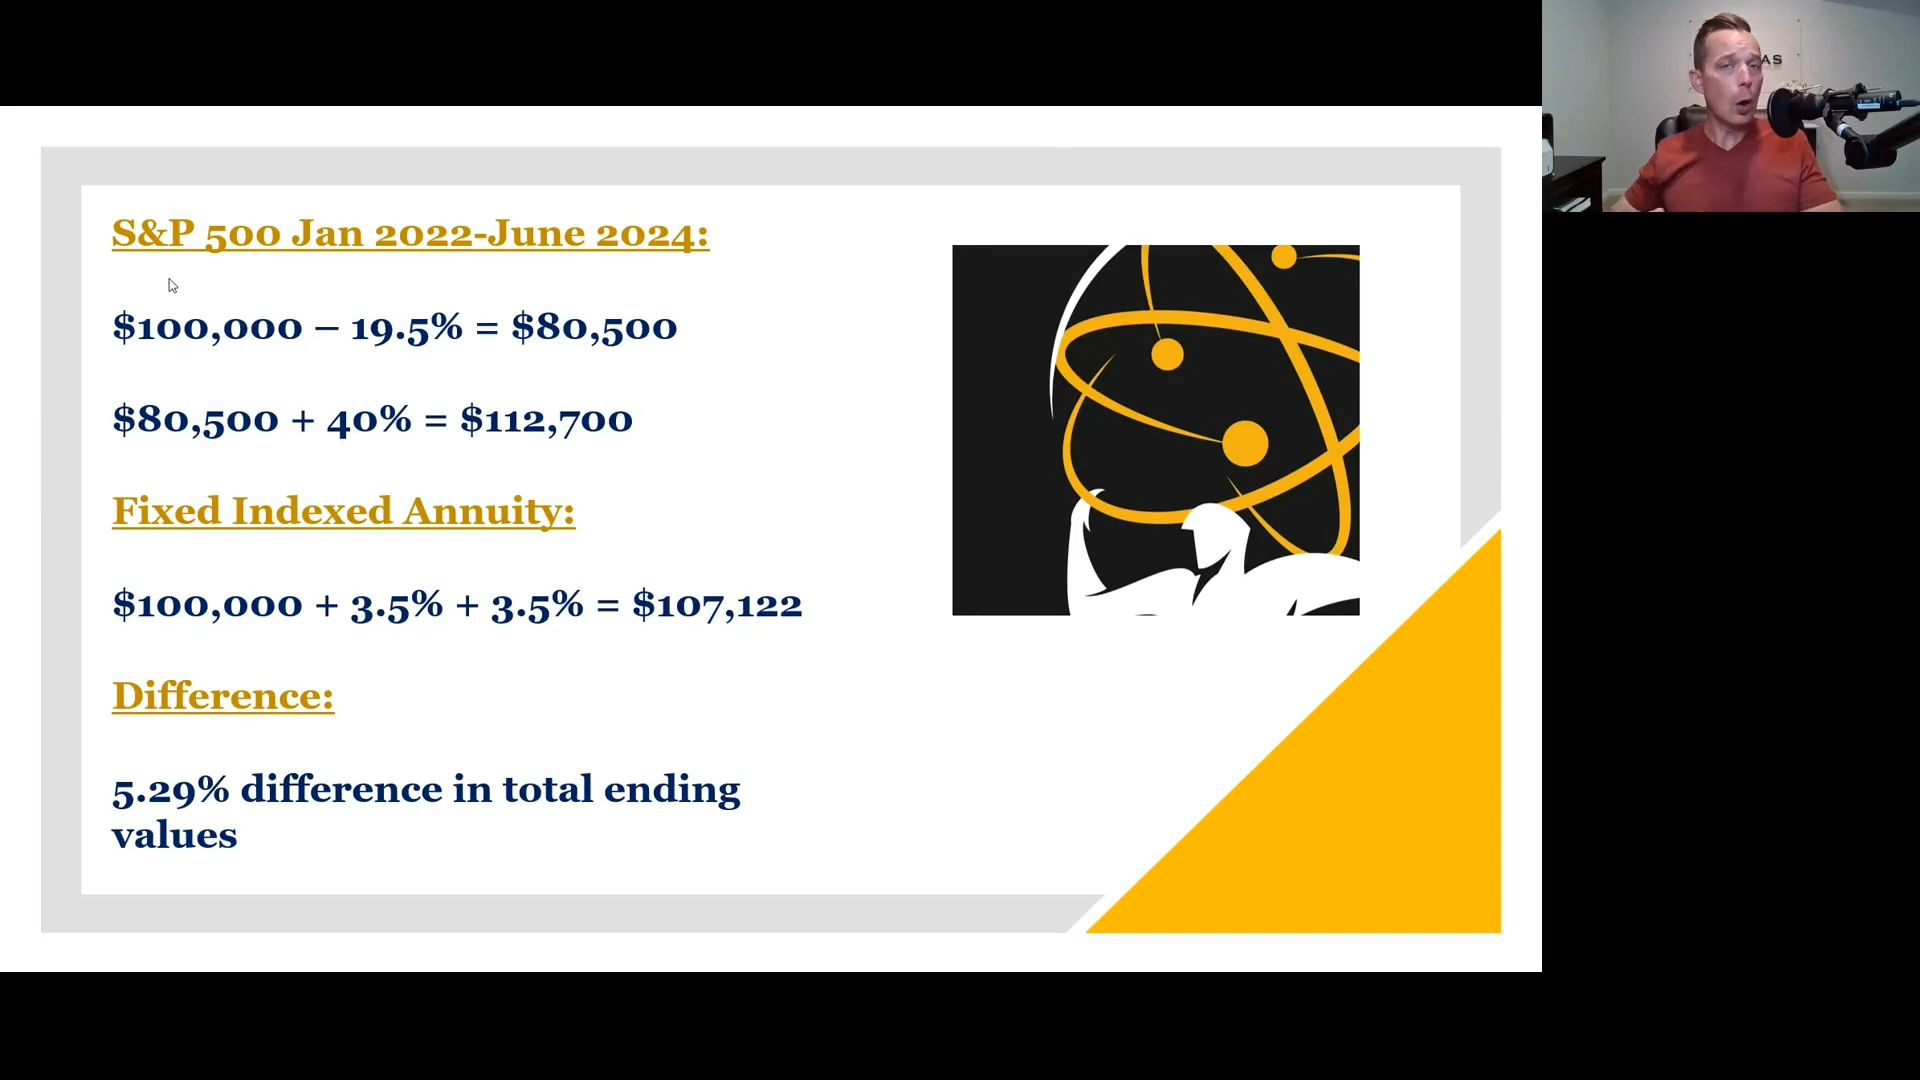 S&P 500 Jan 2022-June 2024:
$100,000 – 19.5% = $80,500
$80,500 + 40% = $112,700
Fixed Indexed Annuity:
$100,000 + 3.5% + 3.5% = $107,122
Difference:
5.29% difference in total ending
values
AS